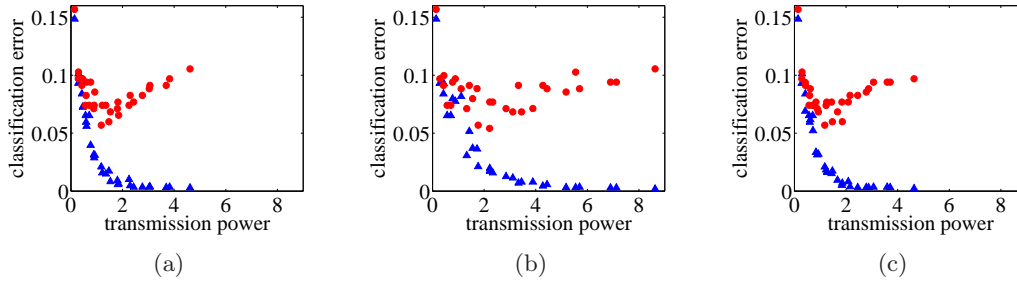 classification error
0.15
0.1
0.05
0
0 2 4 6 8
transmission power
(a)
classification error
0.15
0.1
0.05
0
0 2 4 6 8
transmission power
(b)
classification error
0.15
0.1
0.05
0
0 2 4 6 8
transmission power
(c)